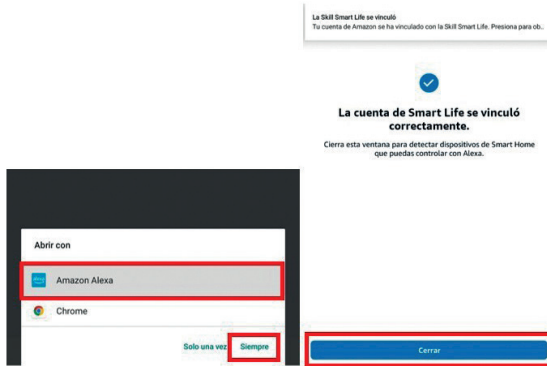 La Skill Smart Life se vinculó
Tu cuenta de Amazon se ha vinculado con la Skill Smart Life. Presiona para ob..
La cuenta de Smart Life se vinculó
correctamente.
Cierra esta ventana para detectar dispositivos de Smart Home
que puedas controlar con Alexa.
Cerrar
Abrir con
Amazon Alexa
Chrome
Solo una vez Siempre